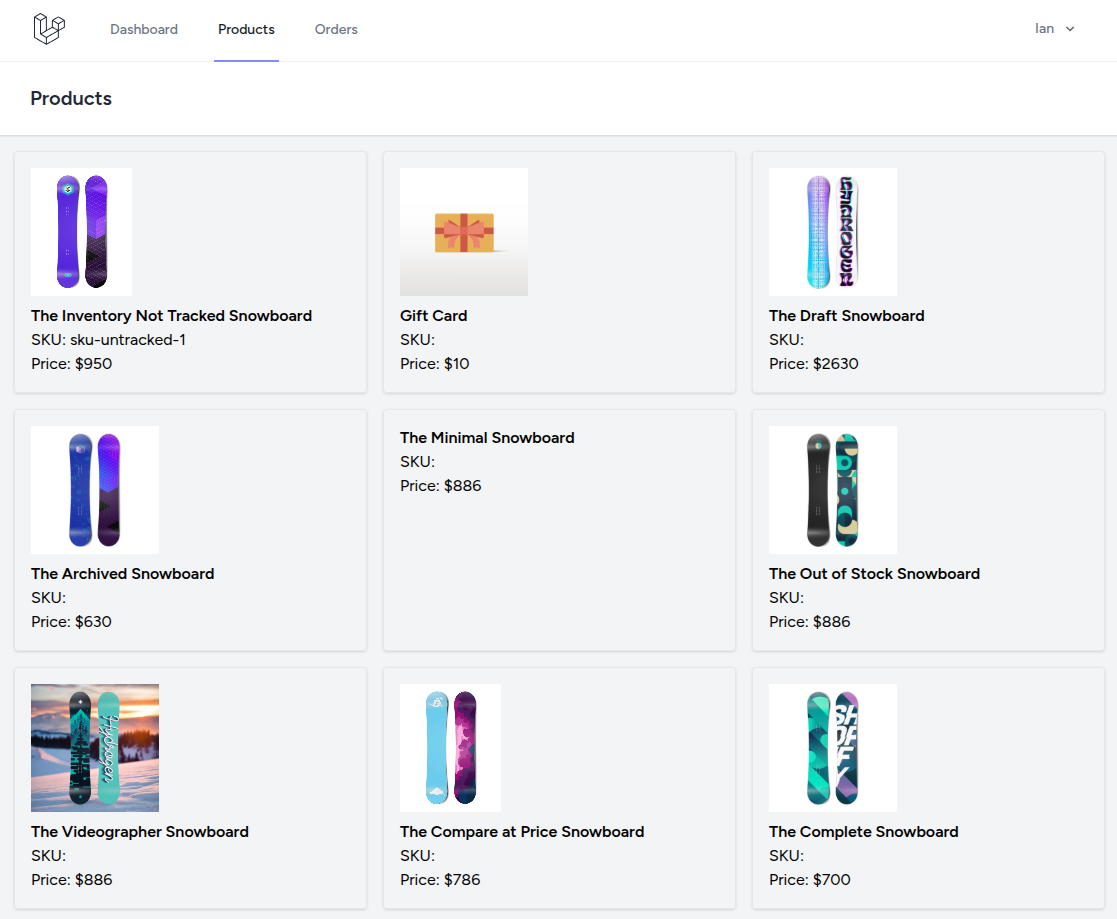 Dashboard Products Orders Ian
Products
The Inventory Not Tracked Snowboard
SKU: sku-untracked-1
Price: $950
Gift Card
SKU:
Price: $10
HYDROGEN
The Draft Snowboard
SKU:
Price: $2630
The Archived Snowboard
SKU:
Price: $630
The Minimal Snowboard
SKU:
Price: $886
The Out of Stock Snowboard
SKU:
Price: $886
Hydrogen
The Videographer Snowboard
SKU:
Price: $886
The Compare at Price Snowboard
SKU:
Price: $786
The Complete Snowboard
SKU:
Price: $700